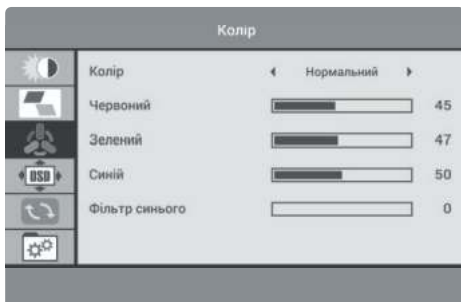 Колір
Колір Нормальний
Червоний 45
Зелений 47
Синій 50
Фільтр синього 0
OSD